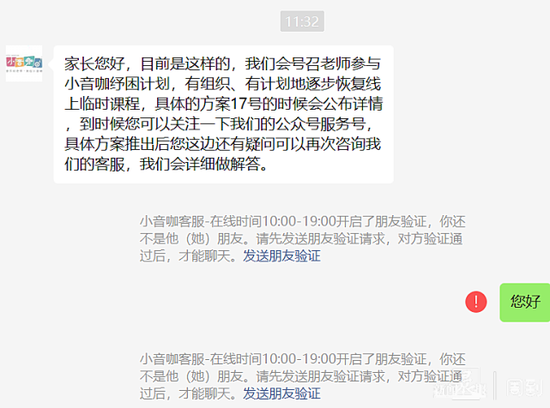 11:32
家长您好，目前是这样的，我们会号召老师参与
小音咖纾困计划，有组织、有计划地逐步恢复线
上临时课程，具体的方案17号的时候会公布详情
，到时候您可以关注一下我们的公众号服务号，
具体方案推出后您这边还有疑问可以再次咨询我
们的客服，我们会详细做解答。
小音咖客服-在线时间10:00-19:00开启了朋友验证，你还
不是他（她）朋友。请先发送朋友验证请求，对方验证通
过后，才能聊天。发送朋友验证
您好
小音咖客服-在线时间10:00-19:00开启了朋友验证，你还
不是他（她）朋友。请先发送朋友验证请求，对方验证通
过后，才能聊天。发送朋友验证